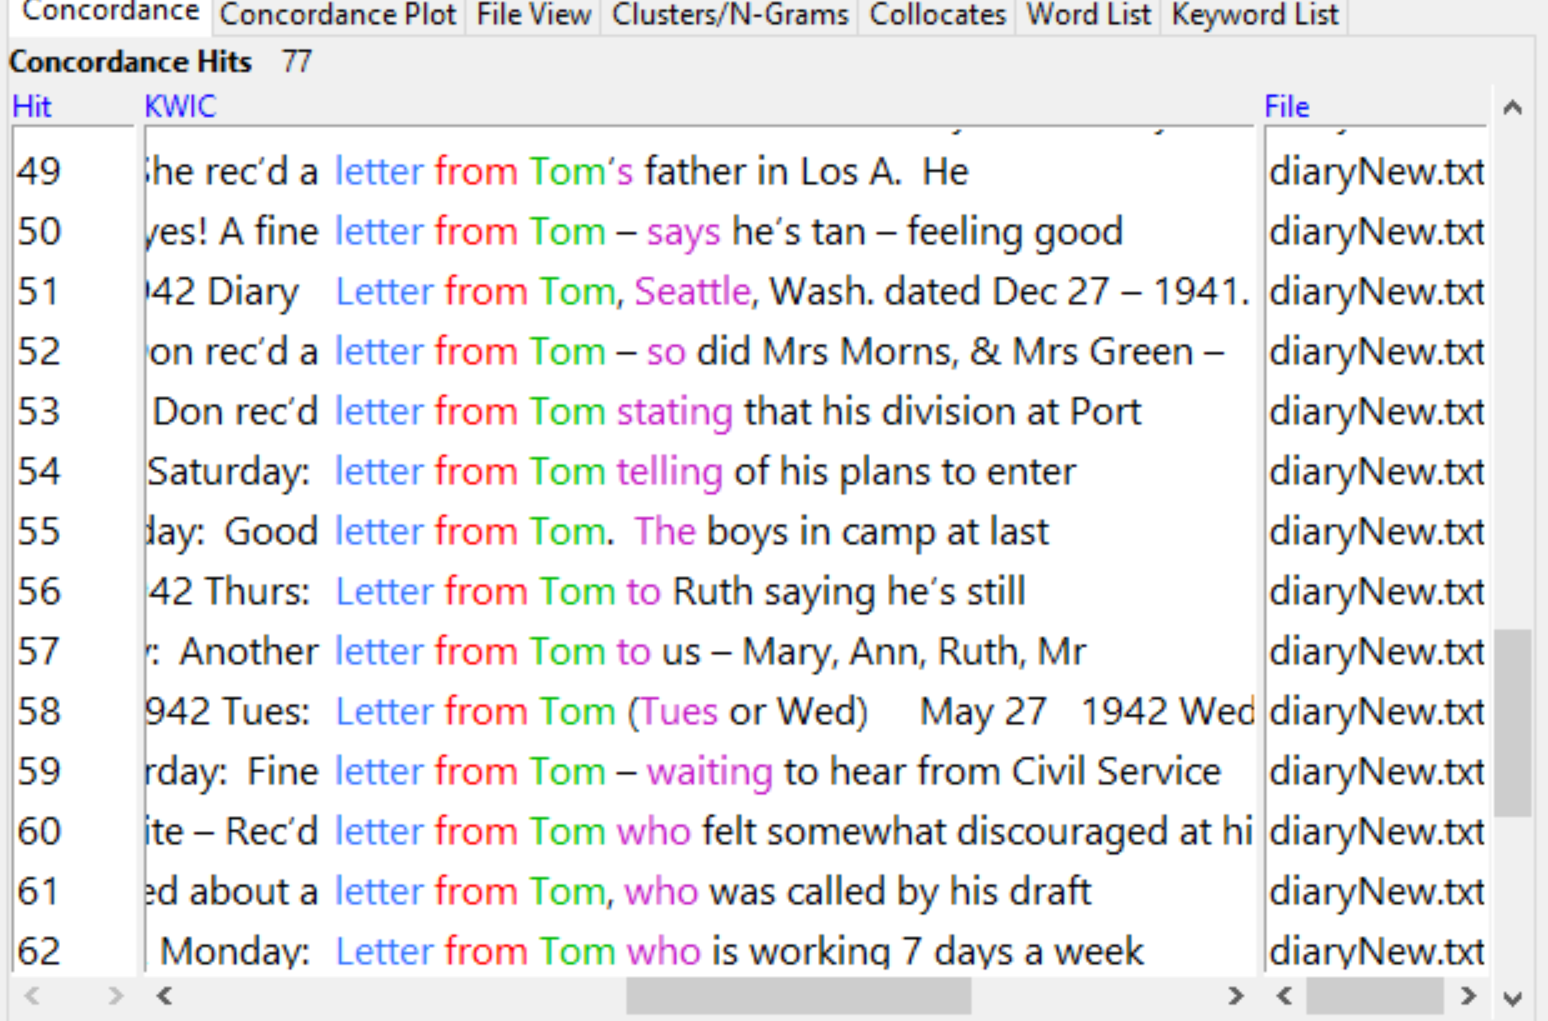 Concordance Concordance Plot File View Clusters/N-Grams Collocates Word List Keyword List
Concordance Hits 77
Hit KWIC File
49 She rec'd a letter from Tom's father in Los A. He diaryNew.txt
50 yes! A fine letter from Tom – says he's tan – feeling good diaryNew.txt
51 942 Diary Letter from Tom, Seattle, Wash. dated Dec 27 – 1941. diaryNew.txt
52 on rec'd a letter from Tom – so did Mrs Morns, & Mrs Green – diaryNew.txt
53 Don rec'd letter from Tom stating that his division at Port diaryNew.txt
54 Saturday: letter from Tom telling of his plans to enter diaryNew.txt
55 day: Good letter from Tom. The boys in camp at last diaryNew.txt
56 42 Thurs: Letter from Tom to Ruth saying he's still diaryNew.txt
57 : Another letter from Tom to us – Mary, Ann, Ruth, Mr diaryNew.txt
58 942 Tues: Letter from Tom (Tues or Wed) May 27 1942 Wed diaryNew.txt
59 rday: Fine letter from Tom – waiting to hear from Civil Service diaryNew.txt
60 ite – Rec'd letter from Tom who felt somewhat discouraged at hi diaryNew.txt
61 ed about a letter from Tom, who was called by his draft diaryNew.txt
62 Monday: Letter from Tom who is working 7 days a week diaryNew.txt